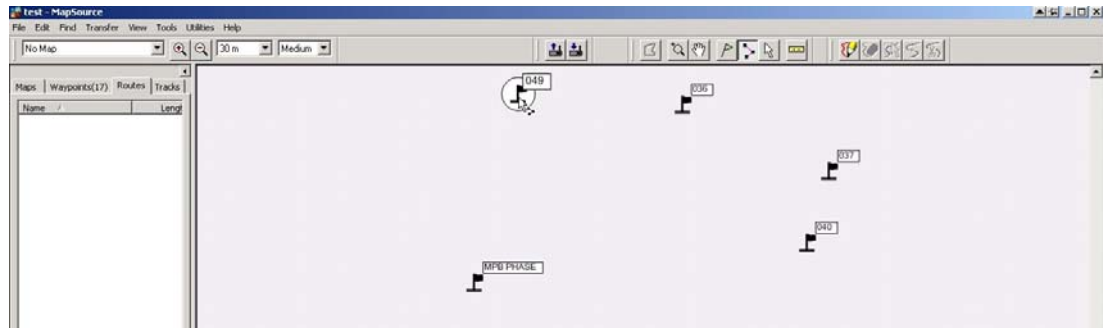 test - MapSource
File Edit Find Transfer View Tools Utilities Help
No Map 30 m Medium
Maps Waypoints(17) Routes Tracks
Name / Lengt
049
036
037
040
MPB PHASE